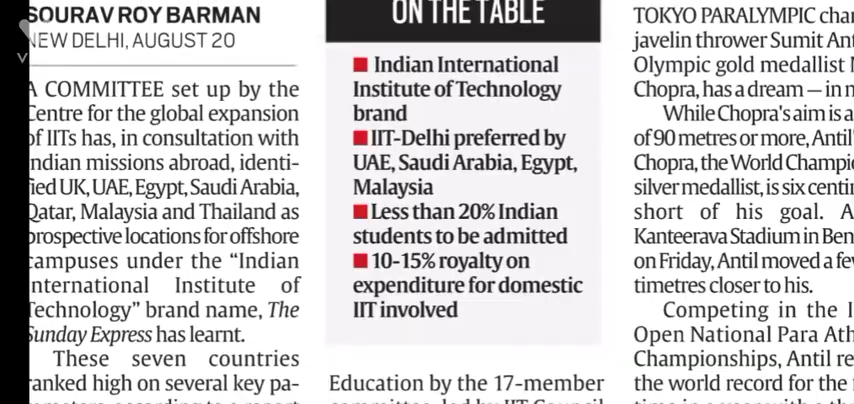 SOURAV ROY BARMAN
NEW DELHI, AUGUST 20
A COMMITTEE set up by the
Centre for the global expansion
of IITs has, in consultation with
Indian missions abroad, identi-
fied UK, UAE, Egypt, Saudi Arabia,
Qatar, Malaysia and Thailand as
prospective locations for offshore
campuses under the "Indian
International Institute of
Technology" brand name, The
Sunday Express has learnt.
These seven countries
ranked high on several key pa-
ON THE TABLE
■ Indian International
Institute of Technology
brand
■ IIT-Delhi preferred by
UAE, Saudi Arabia, Egypt,
Malaysia
■ Less than 20% Indian
students to be admitted
■ 10-15% royalty on
expenditure for domestic
IIT involved
Education by the 17-member
TOKYO PARALYMPIC
javelin thrower Sumit
Olympic gold medallist
Chopra, has a dream — in
While Chopra's aim is a
of 90 metres or more,
Chopra, the World
silver medallist, is six
short of his goal. A
Kanteerava Stadium in
on Friday, Antil moved a
timetres closer to his.
Competing in the
Open National Para
Championships, Antil
the world record for the